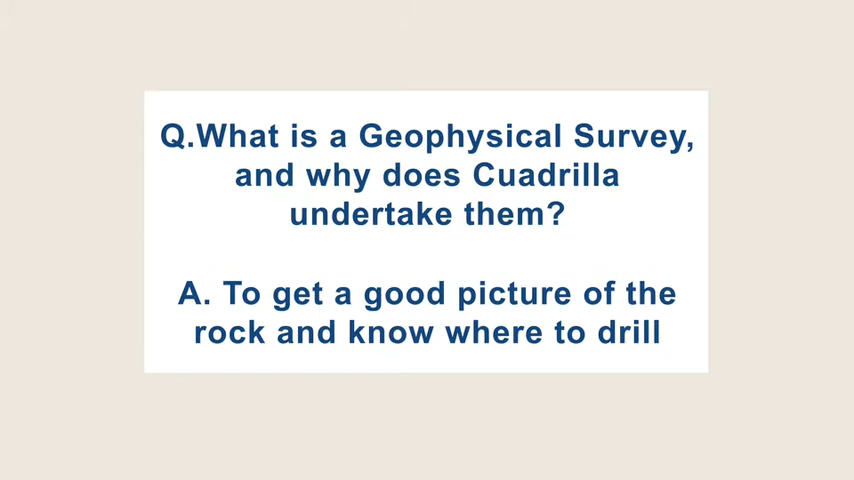 Q.What is a Geophysical Survey,
and why does Cuadrilla
undertake them?
A. To get a good picture of the
rock and know where to drill